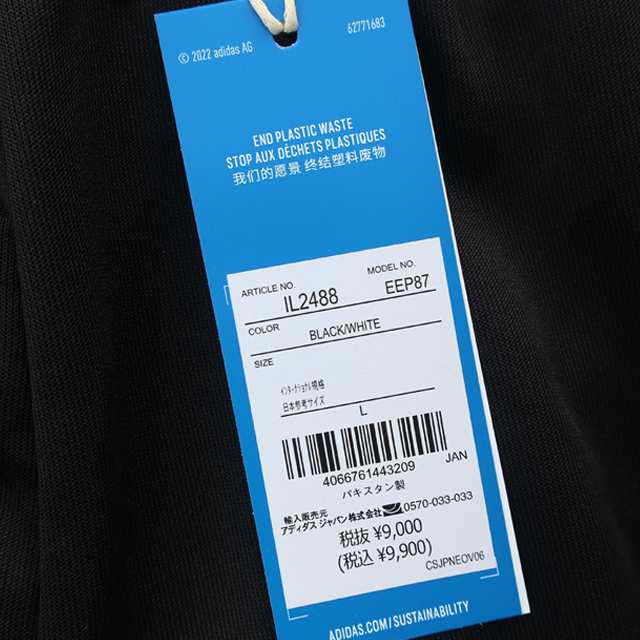 © 2022 adidas AG
62771683
END PLASTIC WASTE
STOP AUX DÉCHETS PLASTIQUES
我们的愿景 终结塑料废物
ARTICLE NO. IL2488 MODEL NO. EEP87
COLOR BLACK/WHITE
SIZE
インターナショナル規格
日本参考サイズ L
4066761443209 JAN
パキスタン製
輸入販売元
アディダス ジャパン株式会社 0570-033-033
税抜 ¥9,000
(税込 ¥9,900)
CSJPNEOV06
ADIDAS.COM/SUSTAINABILITY